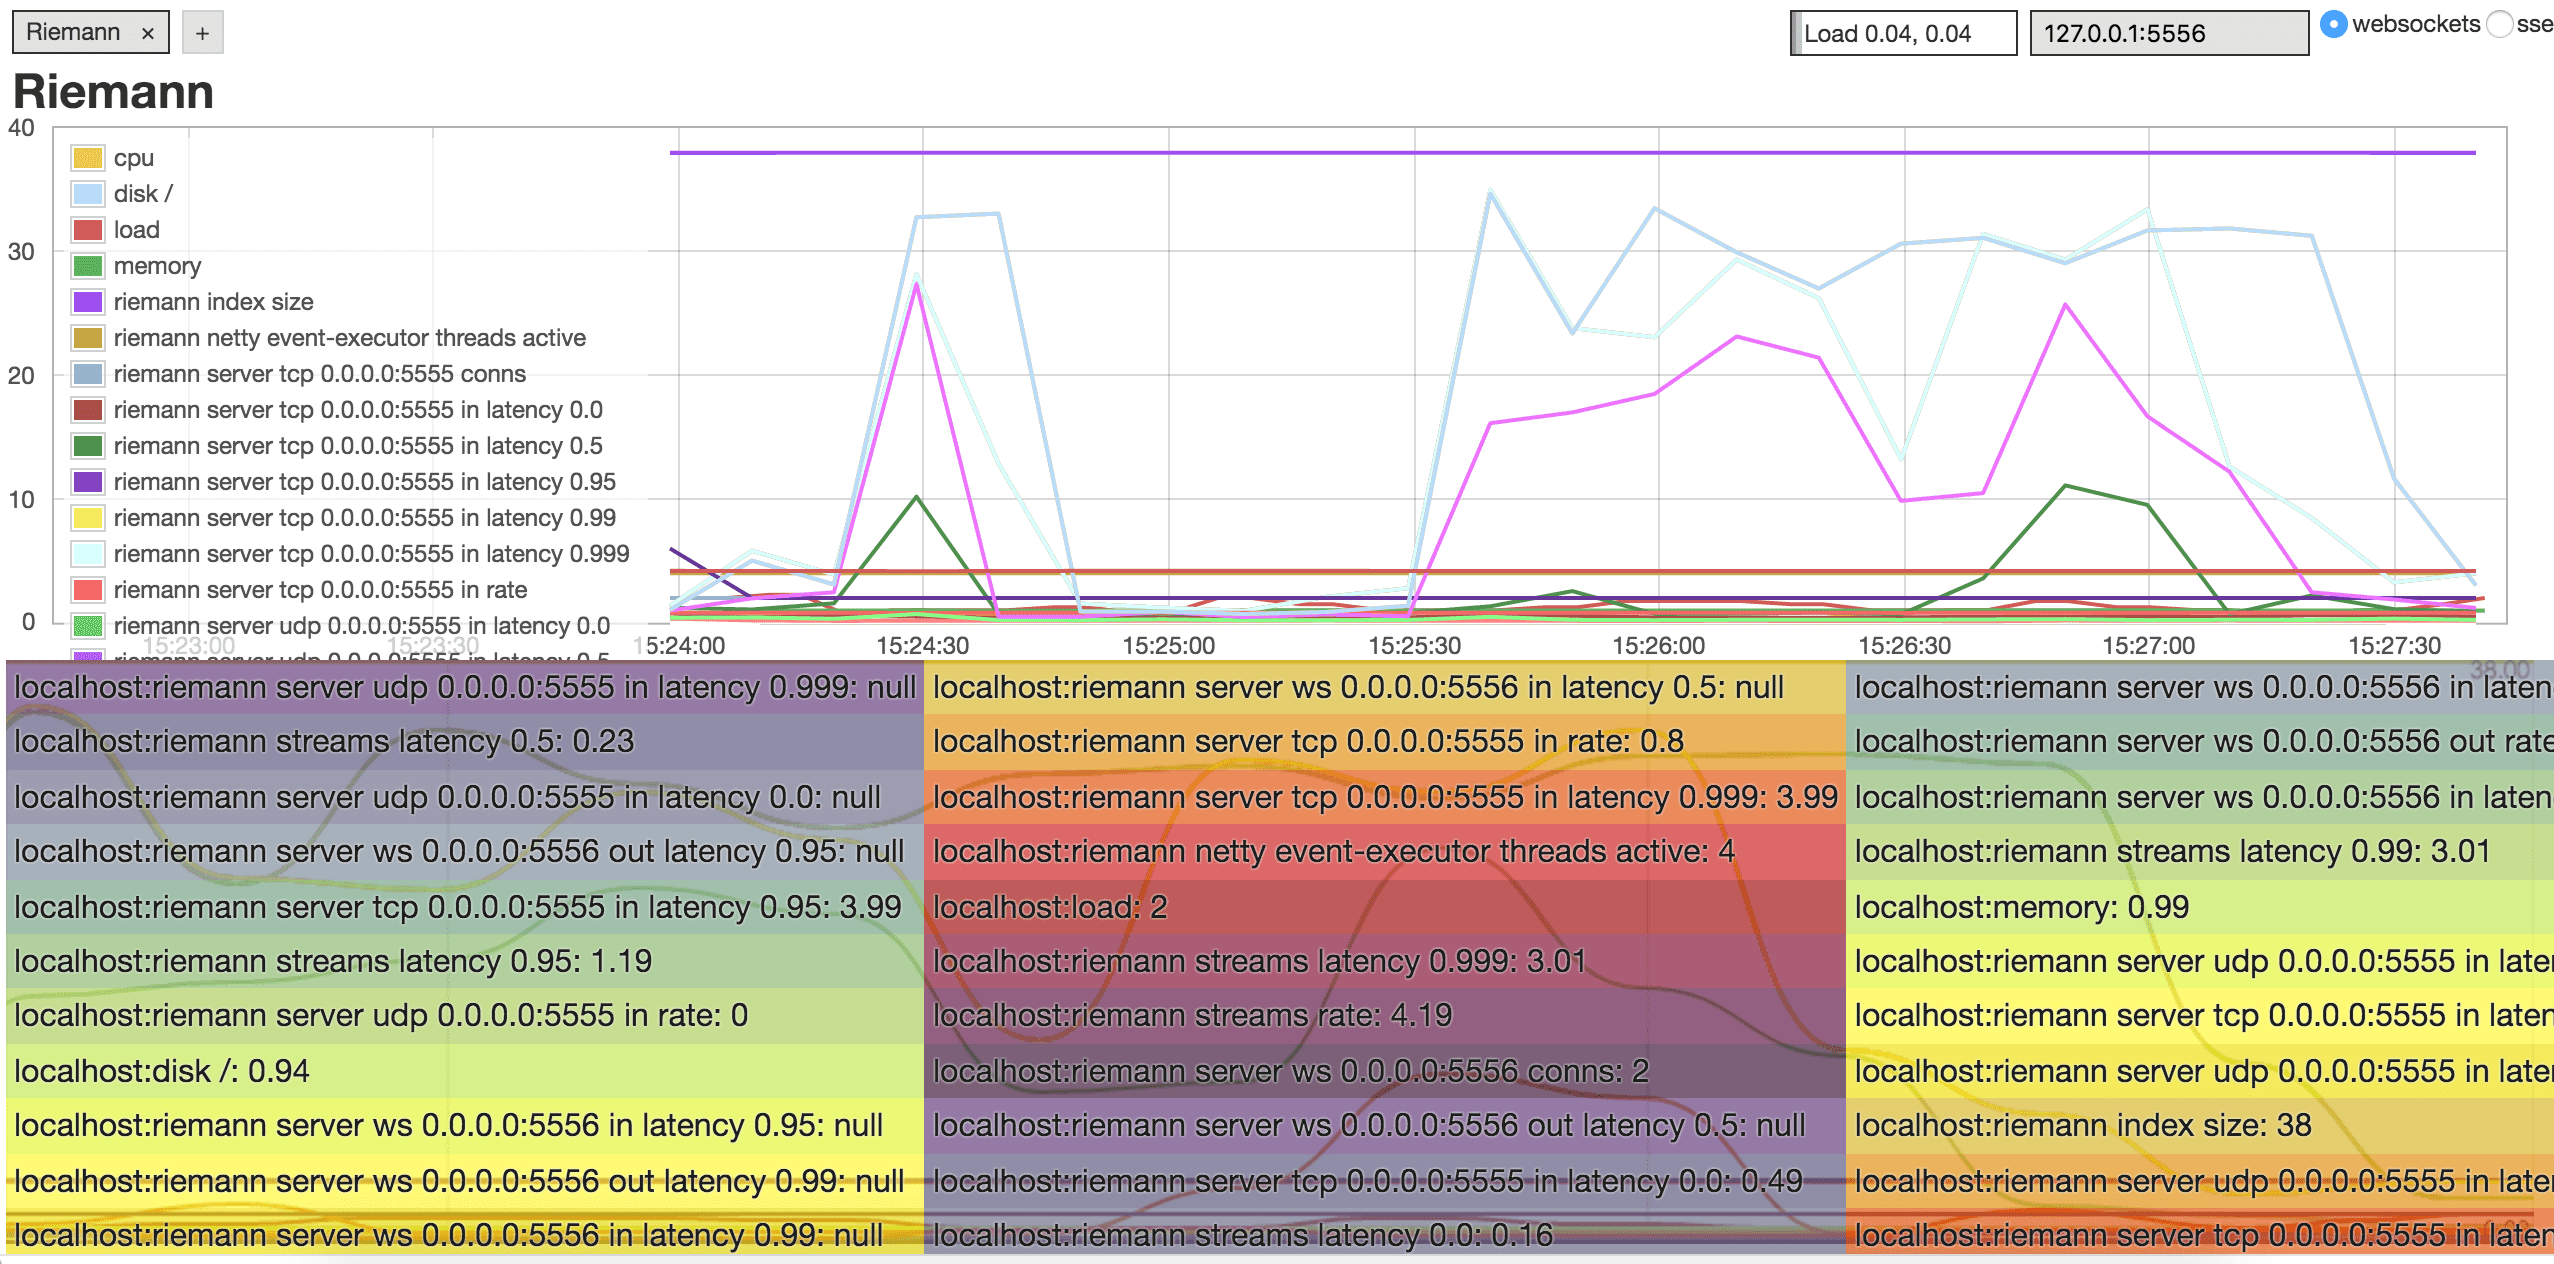 Riemann × +
Load 0.04, 0.04
127.0.0.1:5556
websockets sse
Riemann
40
30
20
10
0
cpu
disk /
load
memory
riemann index size
riemann netty event-executor threads active
riemann server tcp 0.0.0.0:5555 conns
riemann server tcp 0.0.0.0:5555 in latency 0.0
riemann server tcp 0.0.0.0:5555 in latency 0.5
riemann server tcp 0.0.0.0:5555 in latency 0.95
riemann server tcp 0.0.0.0:5555 in latency 0.99
riemann server tcp 0.0.0.0:5555 in latency 0.999
riemann server tcp 0.0.0.0:5555 in rate
riemann server udp 0.0.0.0:5555 in latency 0.0
riemann server udp 0.0.0.0:5555 in latency 0.5
15:23:00 15:23:30 15:24:00 15:24:30 15:25:00 15:25:30 15:26:00 15:26:30 15:27:00 15:27:30
38.00
localhost:riemann server udp 0.0.0.0:5555 in latency 0.999: null
localhost:riemann streams latency 0.5: 0.23
localhost:riemann server udp 0.0.0.0:5555 in latency 0.0: null
localhost:riemann server ws 0.0.0.0:5556 out latency 0.95: null
localhost:riemann server tcp 0.0.0.0:5555 in latency 0.95: 3.99
localhost:riemann streams latency 0.95: 1.19
localhost:riemann server udp 0.0.0.0:5555 in rate: 0
localhost:disk /: 0.94
localhost:riemann server ws 0.0.0.0:5556 in latency 0.95: null
localhost:riemann server ws 0.0.0.0:5556 out latency 0.99: null
localhost:riemann server ws 0.0.0.0:5556 in latency 0.99: null
localhost:riemann server ws 0.0.0.0:5556 in latency 0.5: null
localhost:riemann server tcp 0.0.0.0:5555 in rate: 0.8
localhost:riemann server tcp 0.0.0.0:5555 in latency 0.999: 3.99
localhost:riemann netty event-executor threads active: 4
localhost:load: 2
localhost:riemann streams latency 0.999: 3.01
localhost:riemann streams rate: 4.19
localhost:riemann server ws 0.0.0.0:5556 conns: 2
localhost:riemann server ws 0.0.0.0:5556 out latency 0.5: null
localhost:riemann server tcp 0.0.0.0:5555 in latency 0.0: 0.49
localhost:riemann streams latency 0.0: 0.16
localhost:riemann server ws 0.0.0.0:5556 in laten
localhost:riemann server ws 0.0.0.0:5556 out rate
localhost:riemann server ws 0.0.0.0:5556 in laten
localhost:riemann streams latency 0.99: 3.01
localhost:memory: 0.99
localhost:riemann server udp 0.0.0.0:5555 in late
localhost:riemann server tcp 0.0.0.0:5555 in laten
localhost:riemann server udp 0.0.0.0:5555 in late
localhost:riemann index size: 38
localhost:riemann server udp 0.0.0.0:5555 in late
localhost:riemann server tcp 0.0.0.0:5555 in laten